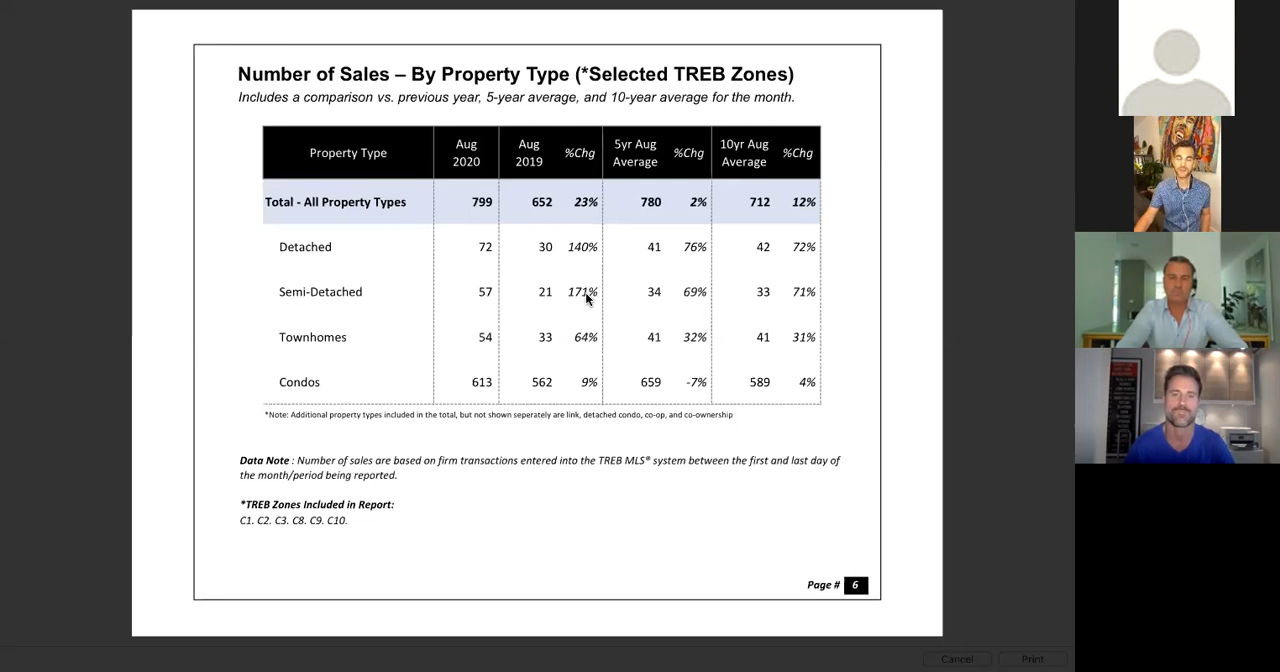 Number of Sales – By Property Type (*Selected TREB Zones)
Includes a comparison vs. previous year, 5-year average, and 10-year average for the month.
Property Type Aug 2020 Aug 2019 %Chg 5yr Aug Average %Chg 10yr Aug Average %Chg
Total - All Property Types 799 652 23% 780 2% 712 12%
Detached 72 30 140% 41 76% 42 72%
Semi-Detached 57 21 171% 34 69% 33 71%
Townhomes 54 33 64% 41 32% 41 31%
Condos 613 562 9% 659 -7% 589 4%
*Note: Additional property types included in the total, but not shown seperately are link, detached condo, co-op, and co-ownership
Data Note : Number of sales are based on firm transactions entered into the TREB MLS® system between the first and last day of
the month/period being reported.
*TREB Zones Included in Report:
C1. C2. C3. C8. C9. C10.
Page # 6
Cancel Print